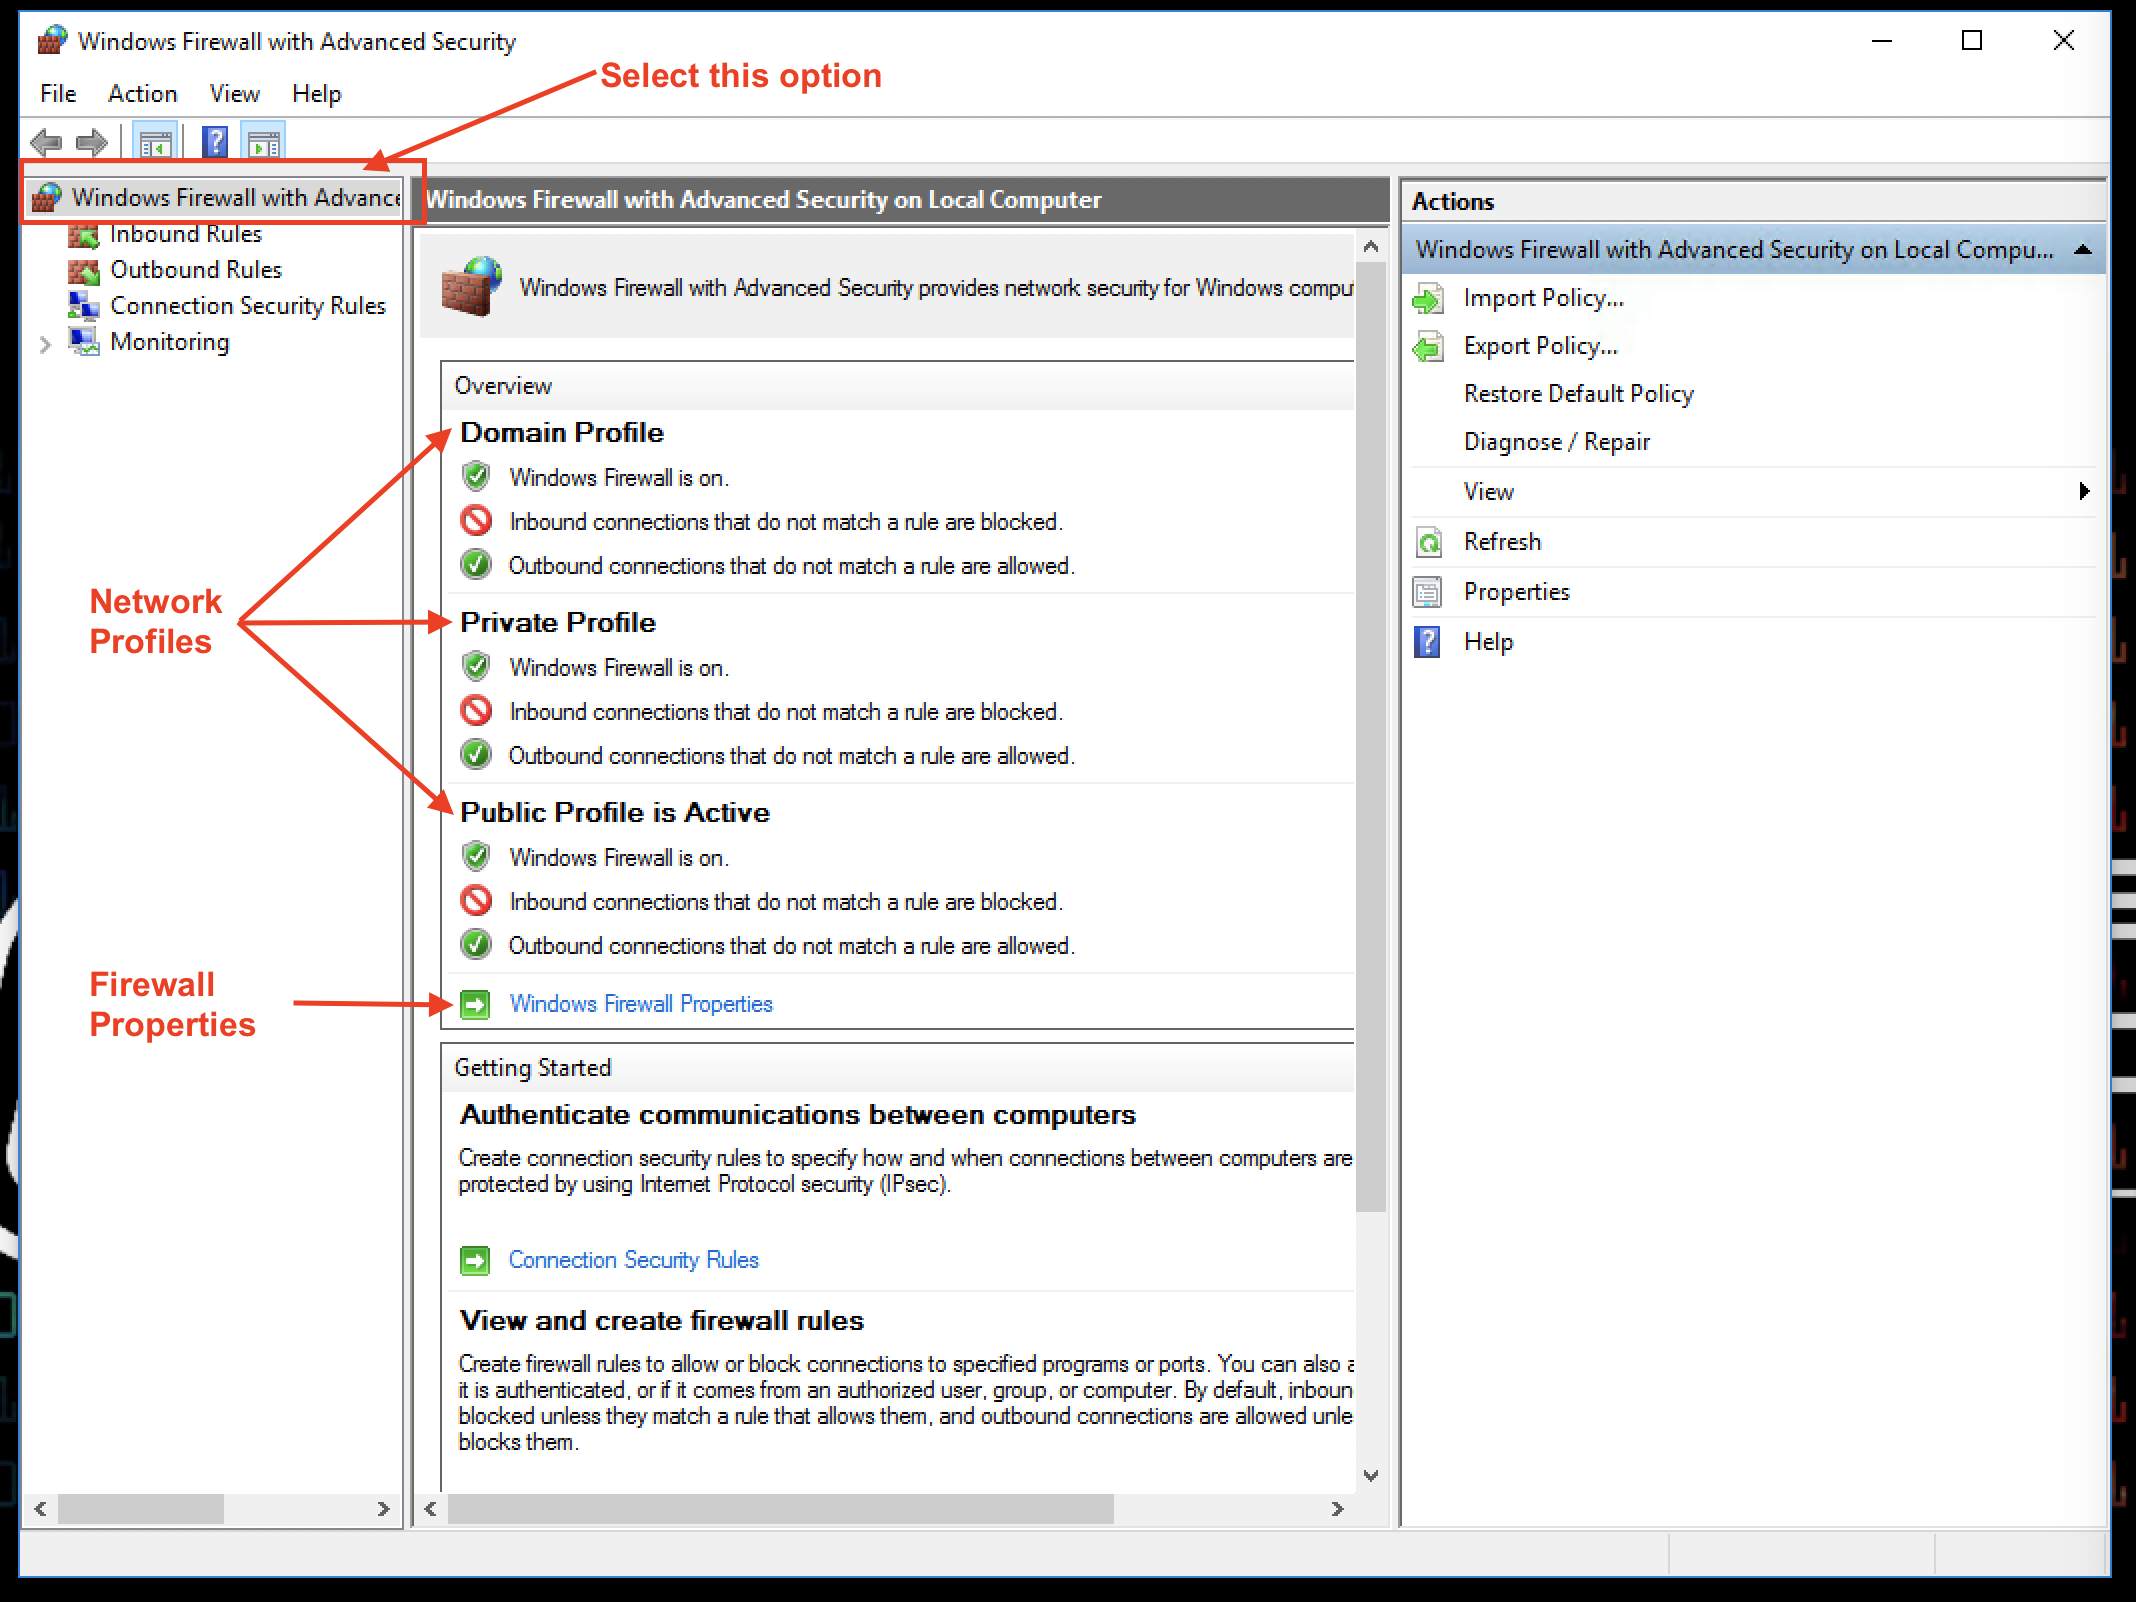 Windows Firewall with Advanced Security
Select this option
File Action View Help
Windows Firewall with Advance
Inbound Rules
Outbound Rules
Connection Security Rules
Monitoring
Network
Profiles
Firewall
Properties
Windows Firewall with Advanced Security on Local Computer
Windows Firewall with Advanced Security provides network security for Windows comput
Overview
Domain Profile
Windows Firewall is on.
Inbound connections that do not match a rule are blocked.
Outbound connections that do not match a rule are allowed.
Private Profile
Windows Firewall is on.
Inbound connections that do not match a rule are blocked.
Outbound connections that do not match a rule are allowed.
Public Profile is Active
Windows Firewall is on.
Inbound connections that do not match a rule are blocked.
Outbound connections that do not match a rule are allowed.
Windows Firewall Properties
Getting Started
Authenticate communications between computers
Create connection security rules to specify how and when connections between computers are
protected by using Internet Protocol security (IPsec).
Connection Security Rules
View and create firewall rules
Create firewall rules to allow or block connections to specified programs or ports. You can also a
it is authenticated, or if it comes from an authorized user, group, or computer. By default, inboun
blocked unless they match a rule that allows them, and outbound connections are allowed unle
blocks them.
Actions
Windows Firewall with Advanced Security on Local Compu...
Import Policy...
Export Policy...
Restore Default Policy
Diagnose / Repair
View
Refresh
Properties
Help